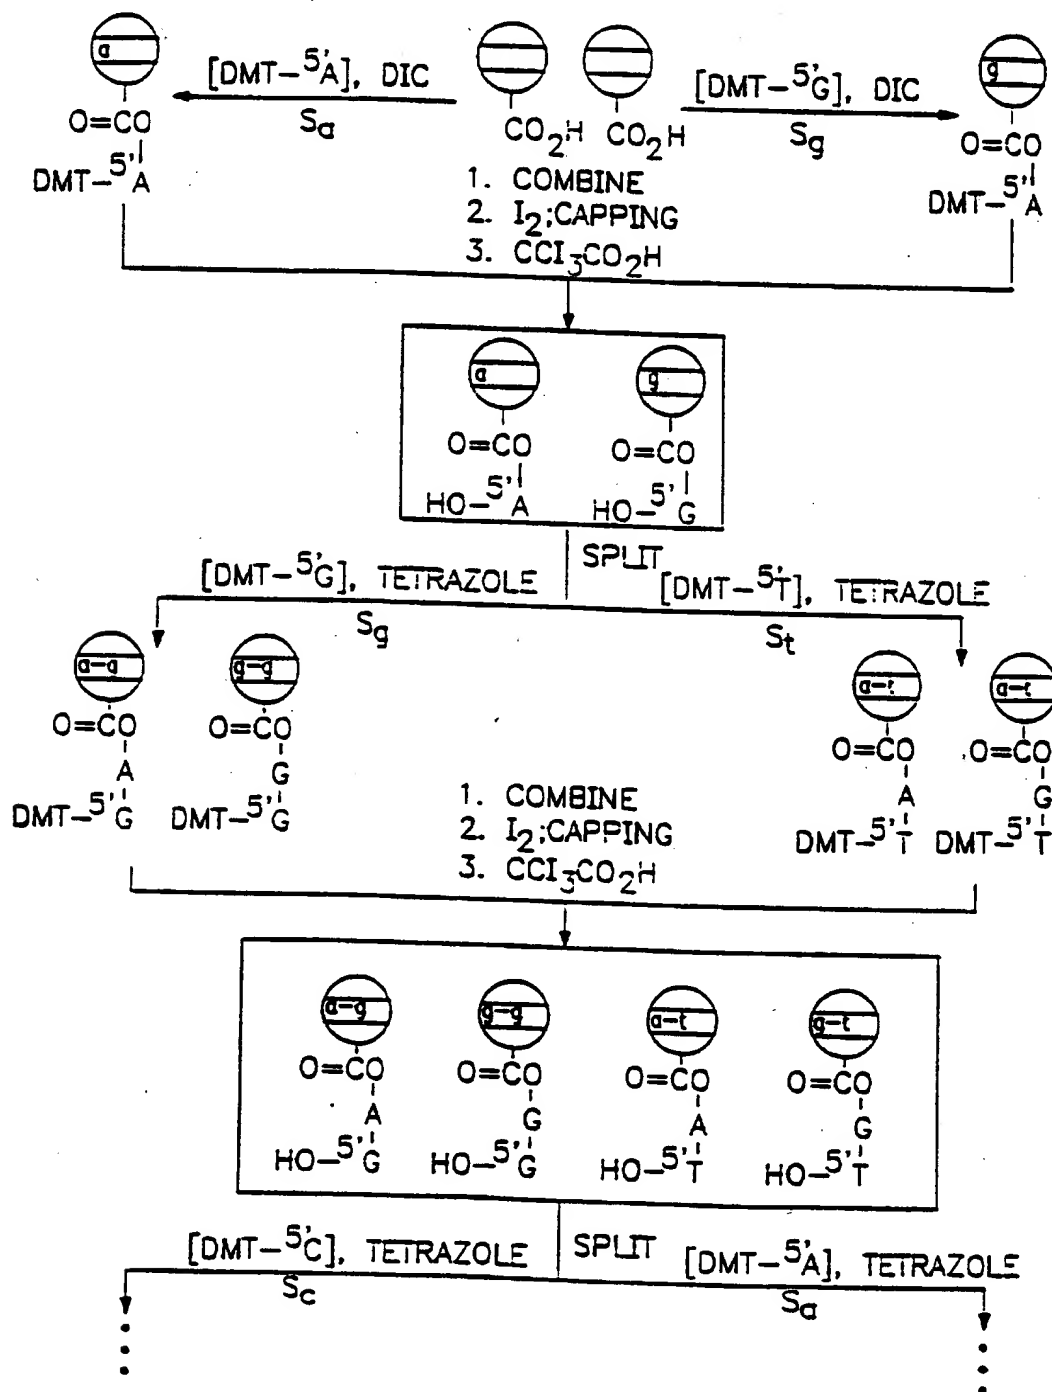 a
[DMT-5'A], DIC
Sa
[DMT-5'G], DIC
Sg
g
O=CO
DMT-5'A
CO2H CO2H
O=CO
DMT-5'A
1. COMBINE
2. I2;CAPPING
3. CCI3CO2H
a g
O=CO O=CO
HO-5'A HO-5'G
SPLIT
[DMT-5'G], TETRAZOLE
Sg
[DMT-5'T], TETRAZOLE
St
a-g g-g
a-t a-t
O=CO O=CO
O=CO O=CO
A G
A G
DMT-5'G DMT-5'G
DMT-5'T DMT-5'T
1. COMBINE
2. I2;CAPPING
3. CCI3CO2H
a-g g-g a-t g-t
O=CO O=CO O=CO O=CO
A G A G
HO-5'G HO-5'G HO-5'T HO-5'T
SPLIT
[DMT-5'C], TETRAZOLE
Sc
[DMT-5'A], TETRAZOLE
Sa